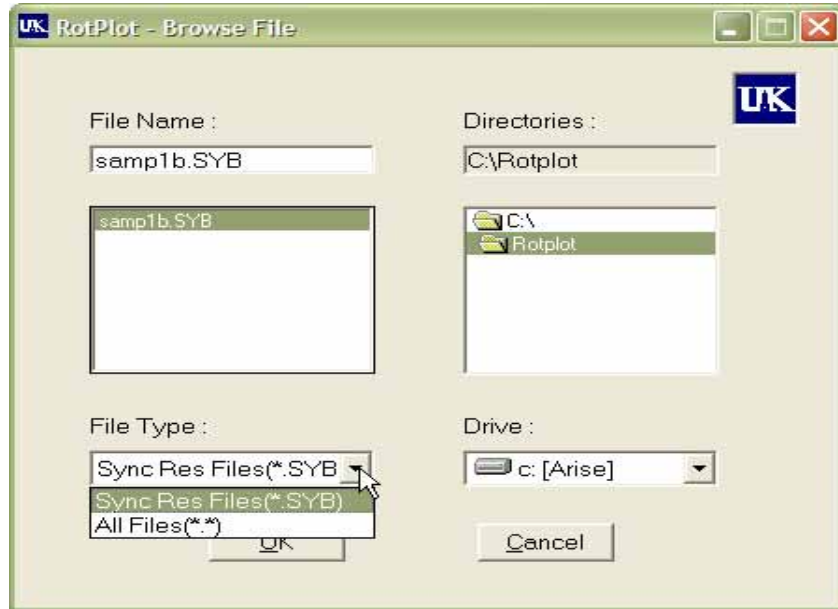 UK RotPlot - Browse File
UK
File Name :
samp1b.SYB
samp1b.SYB
Directories :
C:\Rotplot
C:\
Rotplot
File Type :
Sync Res Files(*.SYB
Sync Res Files(*.SYB)
All Files(*.*)
Drive :
c: [Arise]
OK
Cancel